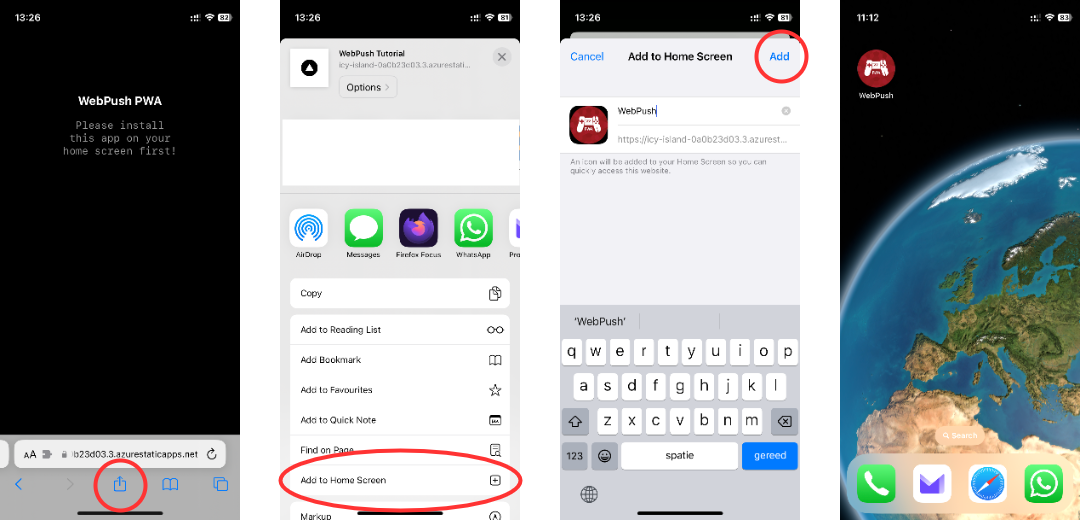 13:26
82
WebPush PWA
Please install
this app on your
home screen first!
AA
b23d03.3.azurestaticapps.net
13:26
81
WebPush Tutorial
icy-island-0a0b23d03.3.azurestati...
Options
AirDrop
Messages
Firefox Focus
WhatsApp
Pro
Copy
Add to Reading List
Add Bookmark
Add to Favourites
Add to Quick Note
Find on Page
Add to Home Screen
Markup
13:26
81
Cancel
Add to Home Screen
Add
WebPush
https://icy-island-0a0b23d03.3.azurest...
An icon will be added to your Home Screen so you can
quickly access this website.
'WebPush'
q w e r t y u i o p
a s d f g h j k l
z x c v b n m
123
spatie
gereed
11:12
83
WebPush
Search